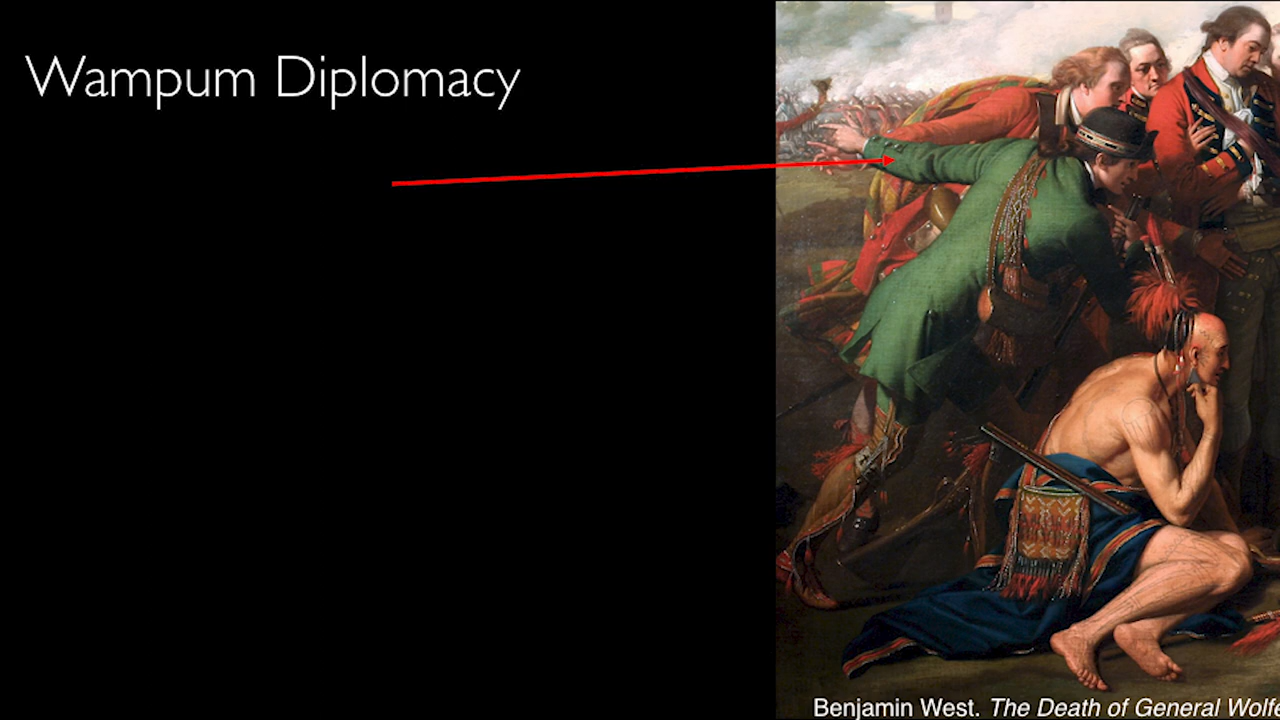 Wampum Diplomacy
Benjamin West. The Death of General Wolfe